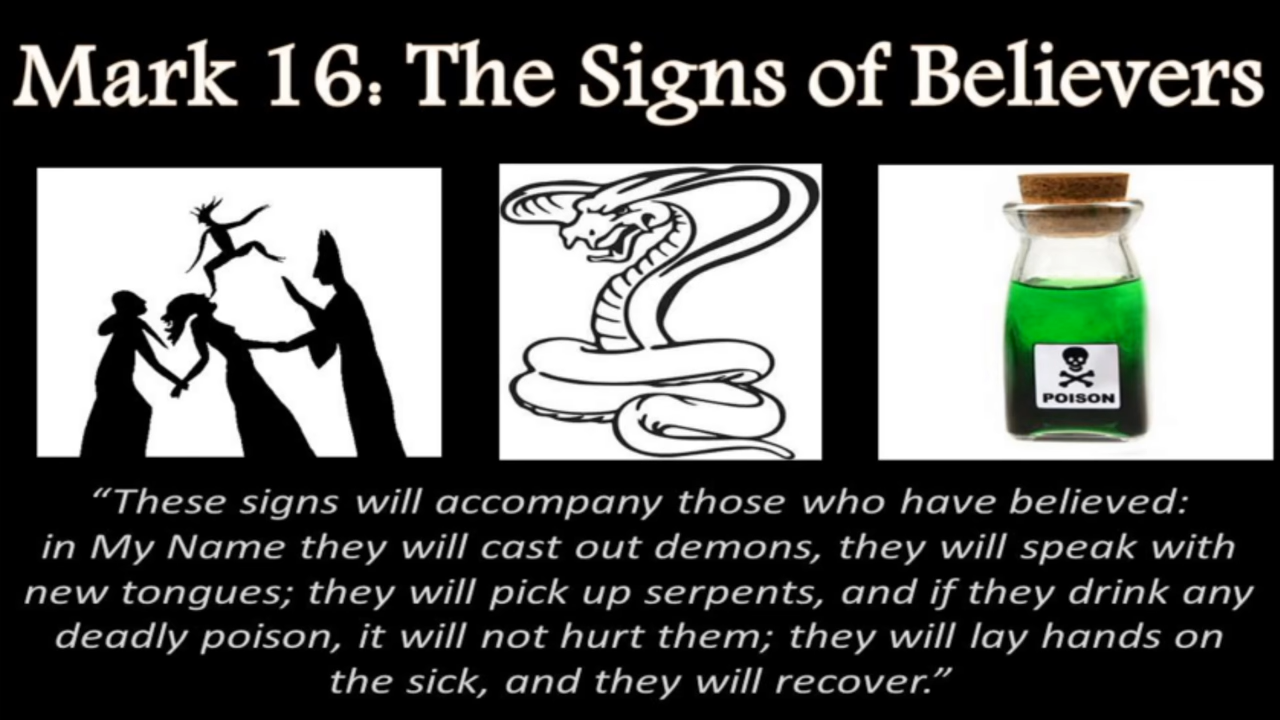 Mark 16: The Signs of Believers
POISON
“These signs will accompany those who have believed:
in My Name they will cast out demons, they will speak with
new tongues; they will pick up serpents, and if they drink any
deadly poison, it will not hurt them; they will lay hands on
the sick, and they will recover.”